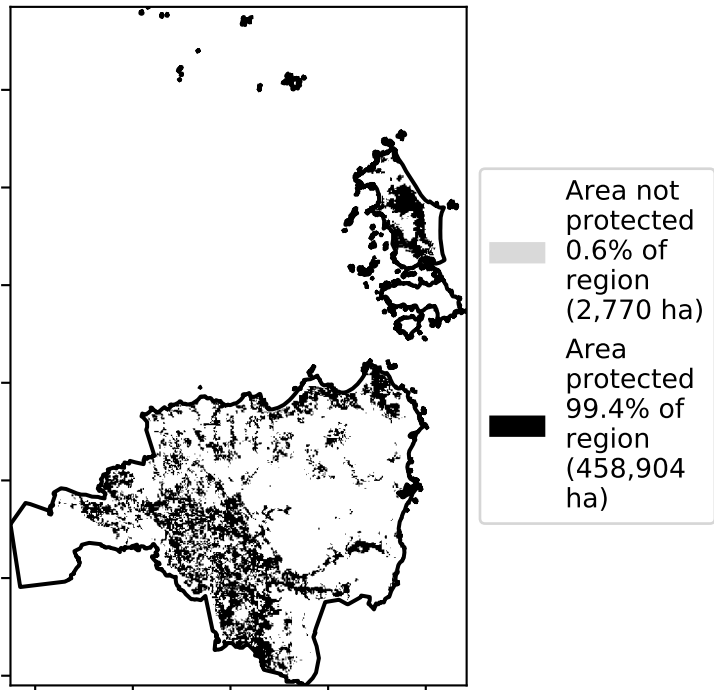 Area not
protected
0.6% of
region
(2,770 ha)
Area
protected
99.4% of
region
(458,904
ha)